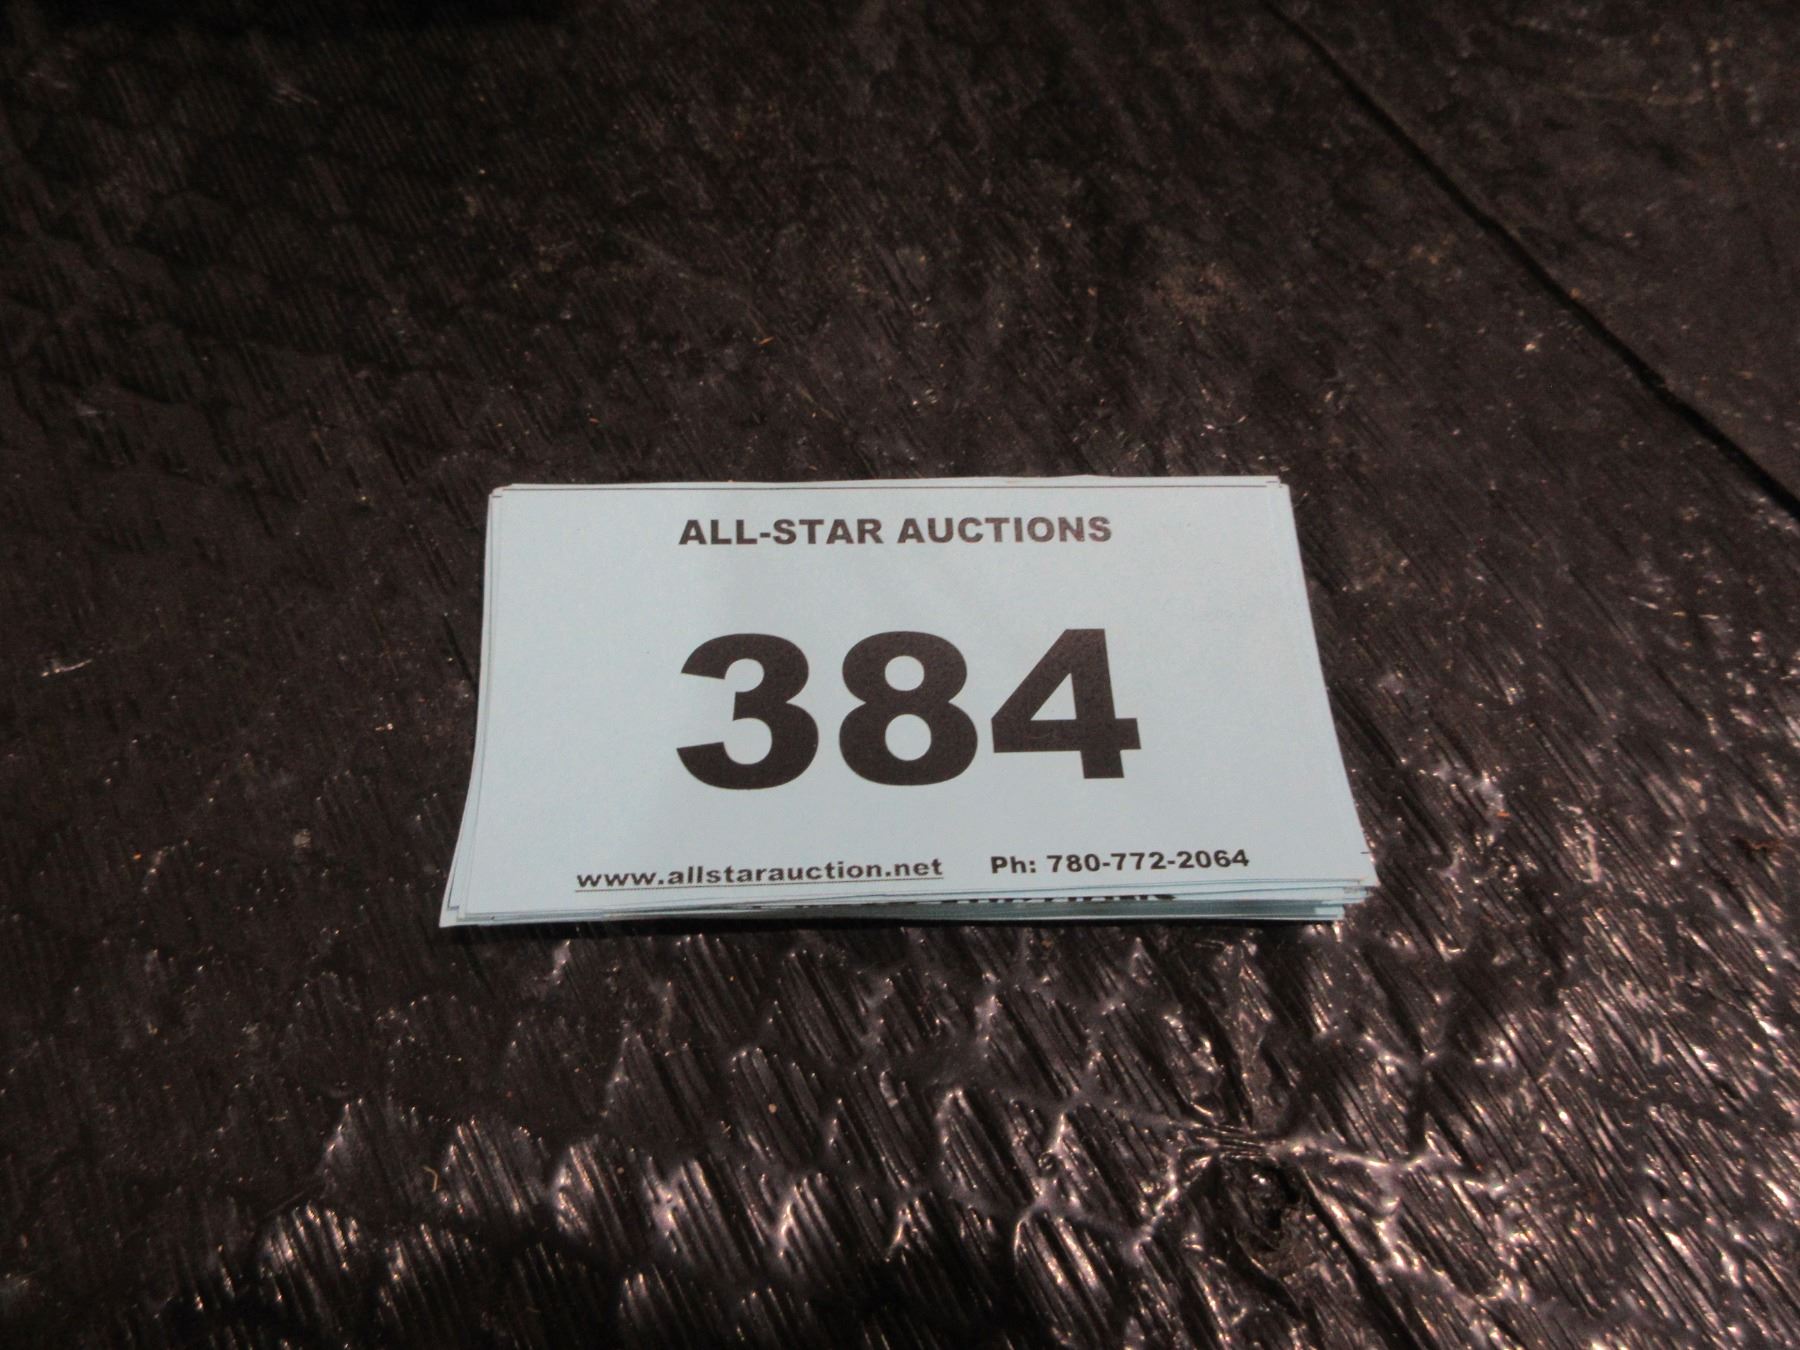 ALL-STAR AUCTIONS
384
www.allstarauction.net Ph: 780-772-2064